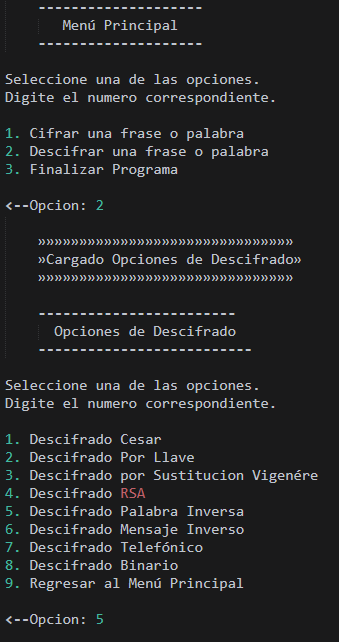 --------------------
Menú Principal
--------------------
Seleccione una de las opciones.
Digite el numero correspondiente.
1. Cifrar una frase o palabra
2. Descifrar una frase o palabra
3. Finalizar Programa
<--Opcion: 2
»»»»»»»»»»»»»»»»»»»»»»»»»»»»»»»
»Cargado Opciones de Descifrado»
»»»»»»»»»»»»»»»»»»»»»»»»»»»»»»»
------------------------
Opciones de Descifrado
--------------------------
Seleccione una de las opciones.
Digite el numero correspondiente.
1. Descifrado Cesar
2. Descifrado Por Llave
3. Descifrado por Sustitucion Vigenére
4. Descifrado RSA
5. Descifrado Palabra Inversa
6. Descifrado Mensaje Inverso
7. Descifrado Telefónico
8. Descifrado Binario
9. Regresar al Menú Principal
<--Opcion: 5